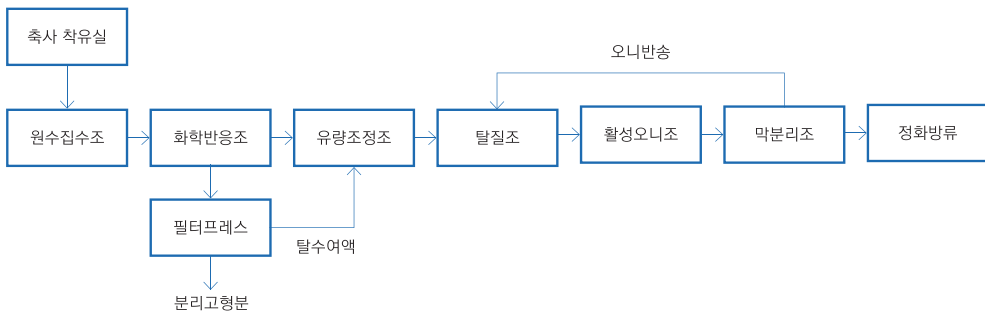 축사 착유실
오니반송
원수집수조
화학반응조
유량조정조
탈질조
활성오니조
막분리조
정화방류
필터프레스
탈수여액
분리고형분